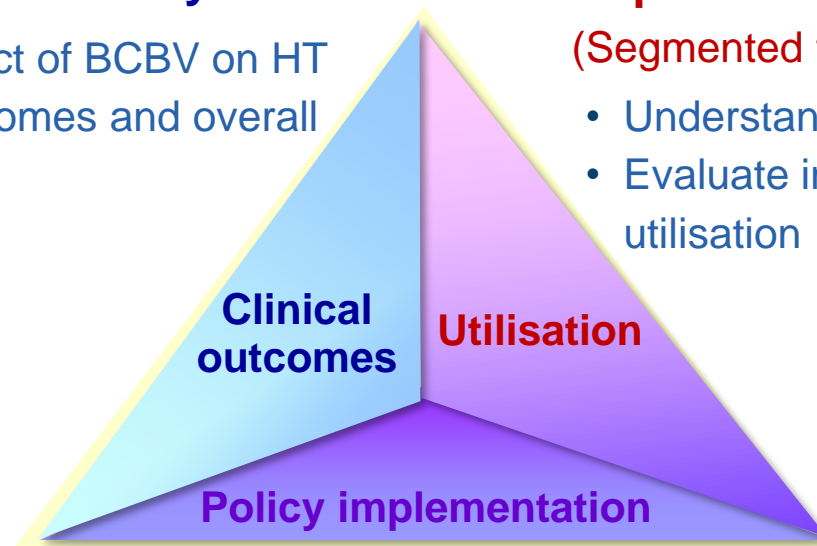 ct of BCBV on HT
omes and overall
(Segmented
• Understan
• Evaluate i
utilisation
Clinical
outcomes
Utilisation
Policy implementation